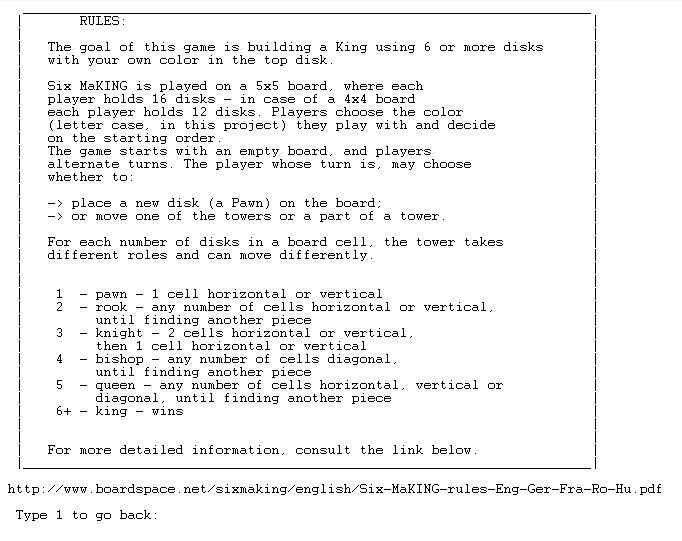 RULES:
The goal of this game is building a King using 6 or more disks
with your own color in the top disk.
Six MaKING is played on a 5x5 board, where each
player holds 16 disks - in case of a 4x4 board
each player holds 12 disks. Players choose the color
(letter case, in this project) they play with and decide
on the starting order.
The game starts with an empty board, and players
alternate turns. The player whose turn is, may choose
whether to:
-> place a new disk (a Pawn) on the board;
-> or move one of the towers or a part of a tower.
For each number of disks in a board cell, the tower takes
different roles and can move differently.
1 - pawn - 1 cell horizontal or vertical
2 - rook - any number of cells horizontal or vertical,
until finding another piece
3 - knight - 2 cells horizontal or vertical,
then 1 cell horizontal or vertical
4 - bishop - any number of cells diagonal,
until finding another piece
5 - queen - any number of cells horizontal, vertical or
diagonal, until finding another piece
6+ - king - wins
For more detailed information, consult the link below.
http://www.boardspace.net/sixmaking/english/Six-MaKING-rules-Eng-Ger-Fra-Ro-Hu.pdf
Type 1 to go back: